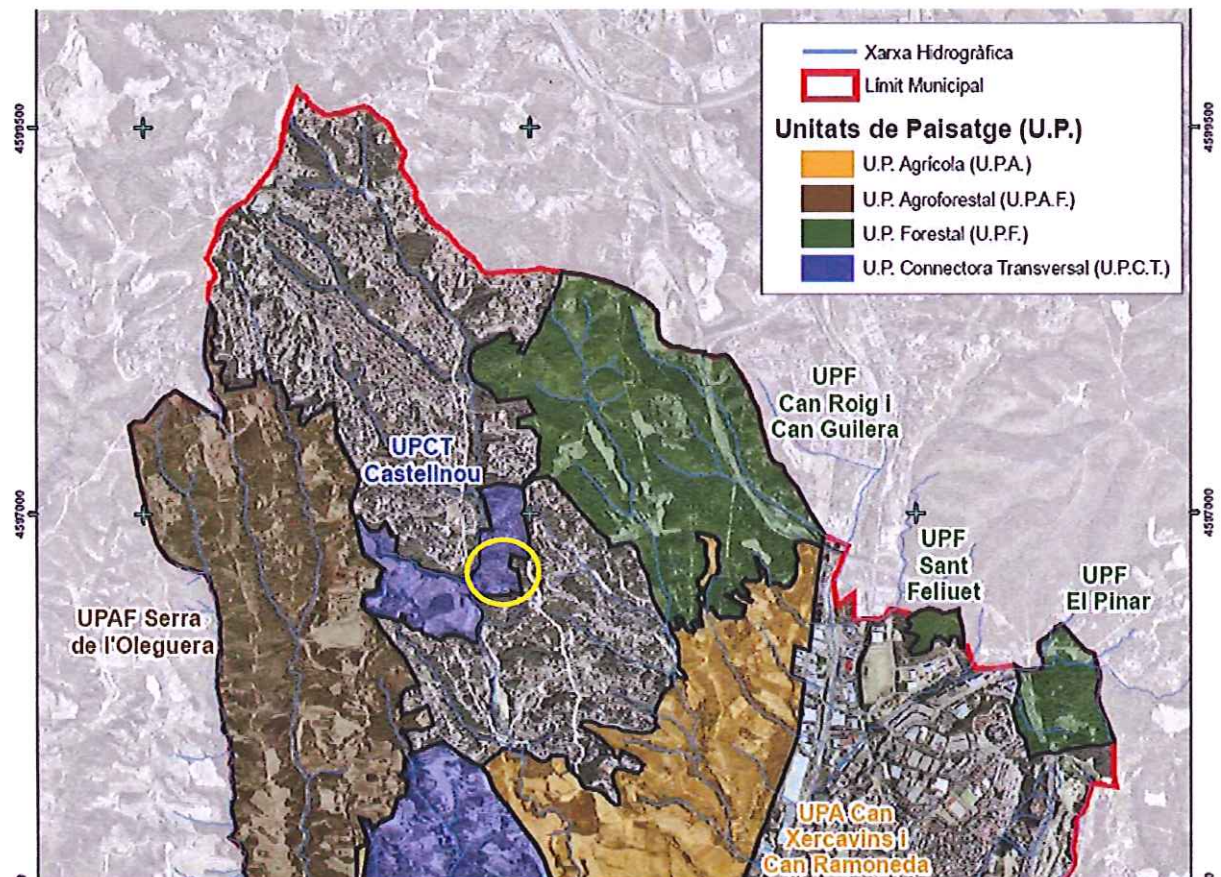 Xarxa Hidrogràfica
Límit Municipal
Unitats de Paisatge (U.P.)
U.P. Agrícola (U.P.A.)
U.P. Agroforestal (U.P.A.F.)
U.P. Forestal (U.P.F.)
U.P. Connectora Transversal (U.P.C.T.)
4599500
4599500
UPF
Can Roig i
Can Guilera
UPCT
Castellnou
4597000
4597000
UPF
Sant
Feliuet
UPF
El Pinar
UPAF Serra
de l'Oleguera
UPA Can
Xercavins i
Can Ramoneda